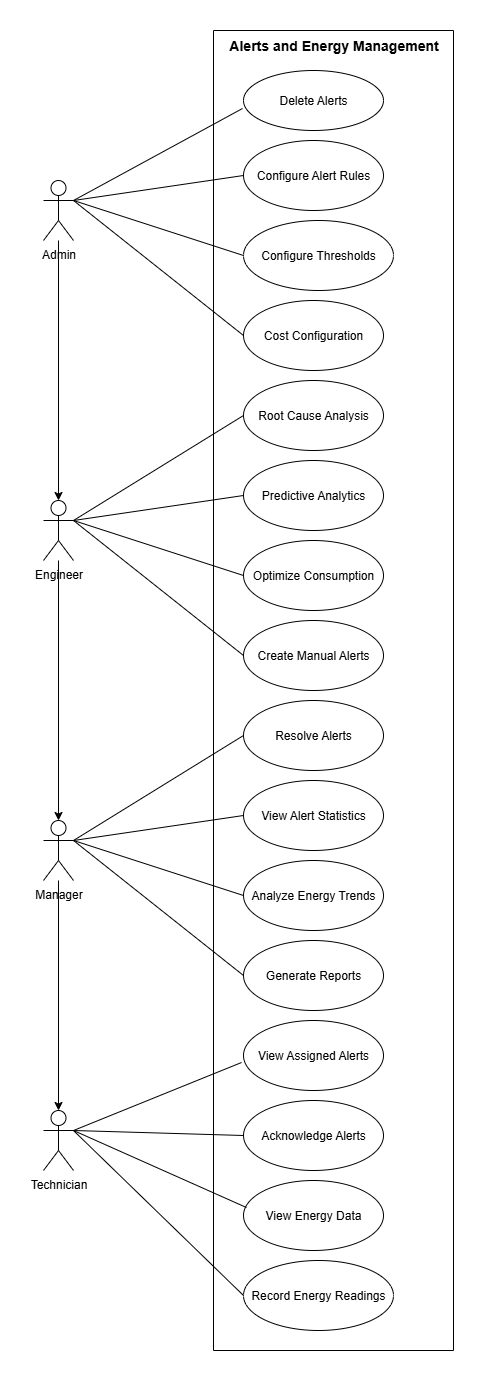 Alerts and Energy Management
Delete Alerts
Configure Alert Rules
Admin
Configure Thresholds
Cost Configuration
Root Cause Analysis
Predictive Analytics
Engineer
Optimize Consumption
Create Manual Alerts
Resolve Alerts
View Alert Statistics
Manager
Analyze Energy Trends
Generate Reports
View Assigned Alerts
Acknowledge Alerts
Technician
View Energy Data
Record Energy Readings